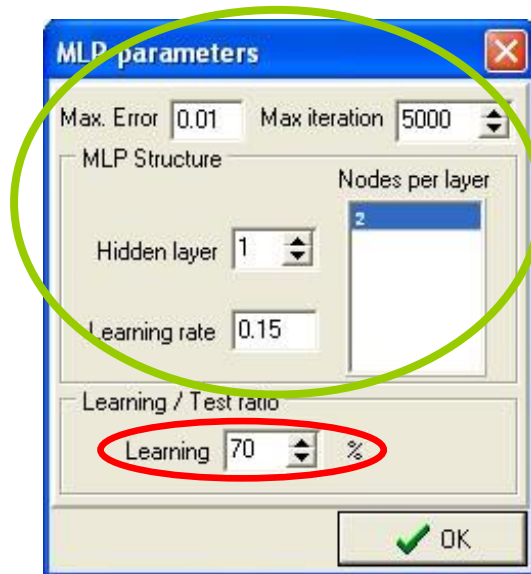 MLP parameters
Max. Error 0.01 Max iteration 5000
MLP Structure
Nodes per layer
2
Hidden layer 1
Learning rate 0.15
Learning / Test ratio
Learning 70 %
OK